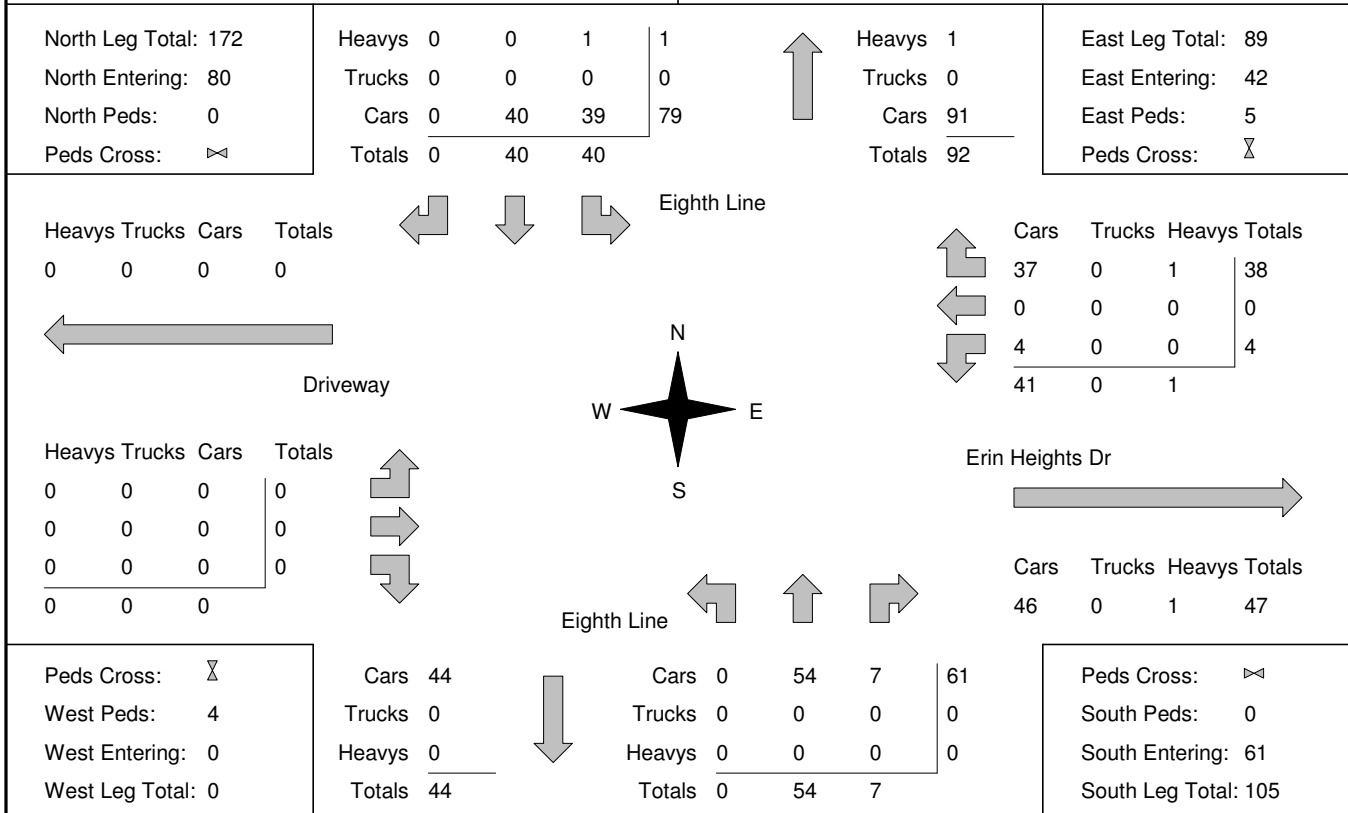 North Leg Total: 172
North Entering: 80
North Peds: 0
Peds Cross:
Heavys 0 0 1 1
Trucks 0 0 0 0
Cars 0 40 39 79
Totals 0 40 40
Heavys 1
Trucks 0
Cars 91
Totals 92
East Leg Total: 89
East Entering: 42
East Peds: 5
Peds Cross:
Eighth Line
Heavys Trucks Cars Totals
0 0 0 0
Driveway
Cars Trucks Heavys Totals
37 0 1 38
0 0 0 0
4 0 0 4
41 0 1
N
W E
S
Heavys Trucks Cars Totals
0 0 0 0
0 0 0 0
0 0 0 0
0 0 0
Erin Heights Dr
Cars Trucks Heavys Totals
46 0 1 47
Eighth Line
Peds Cross:
West Peds: 4
West Entering: 0
West Leg Total: 0
Cars 44
Trucks 0
Heavys 0
Totals 44
Cars 0 54 7 61
Trucks 0 0 0 0
Heavys 0 0 0 0
Totals 0 54 7
Peds Cross:
South Peds: 0
South Entering: 61
South Leg Total: 105